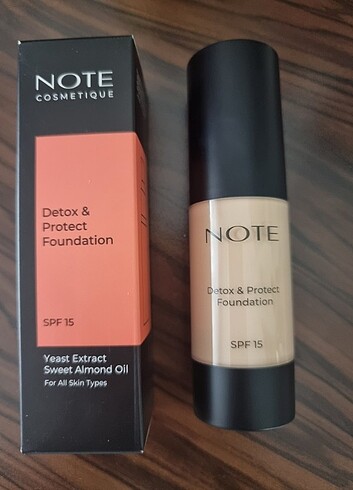 NOTE
COSMETIQUE
Detox &
Protect
Foundation
SPF 15
Yeast Extract
Sweet Almond Oil
For All Skin Types
NOTE
Detox & Protect
Foundation
SPF 15